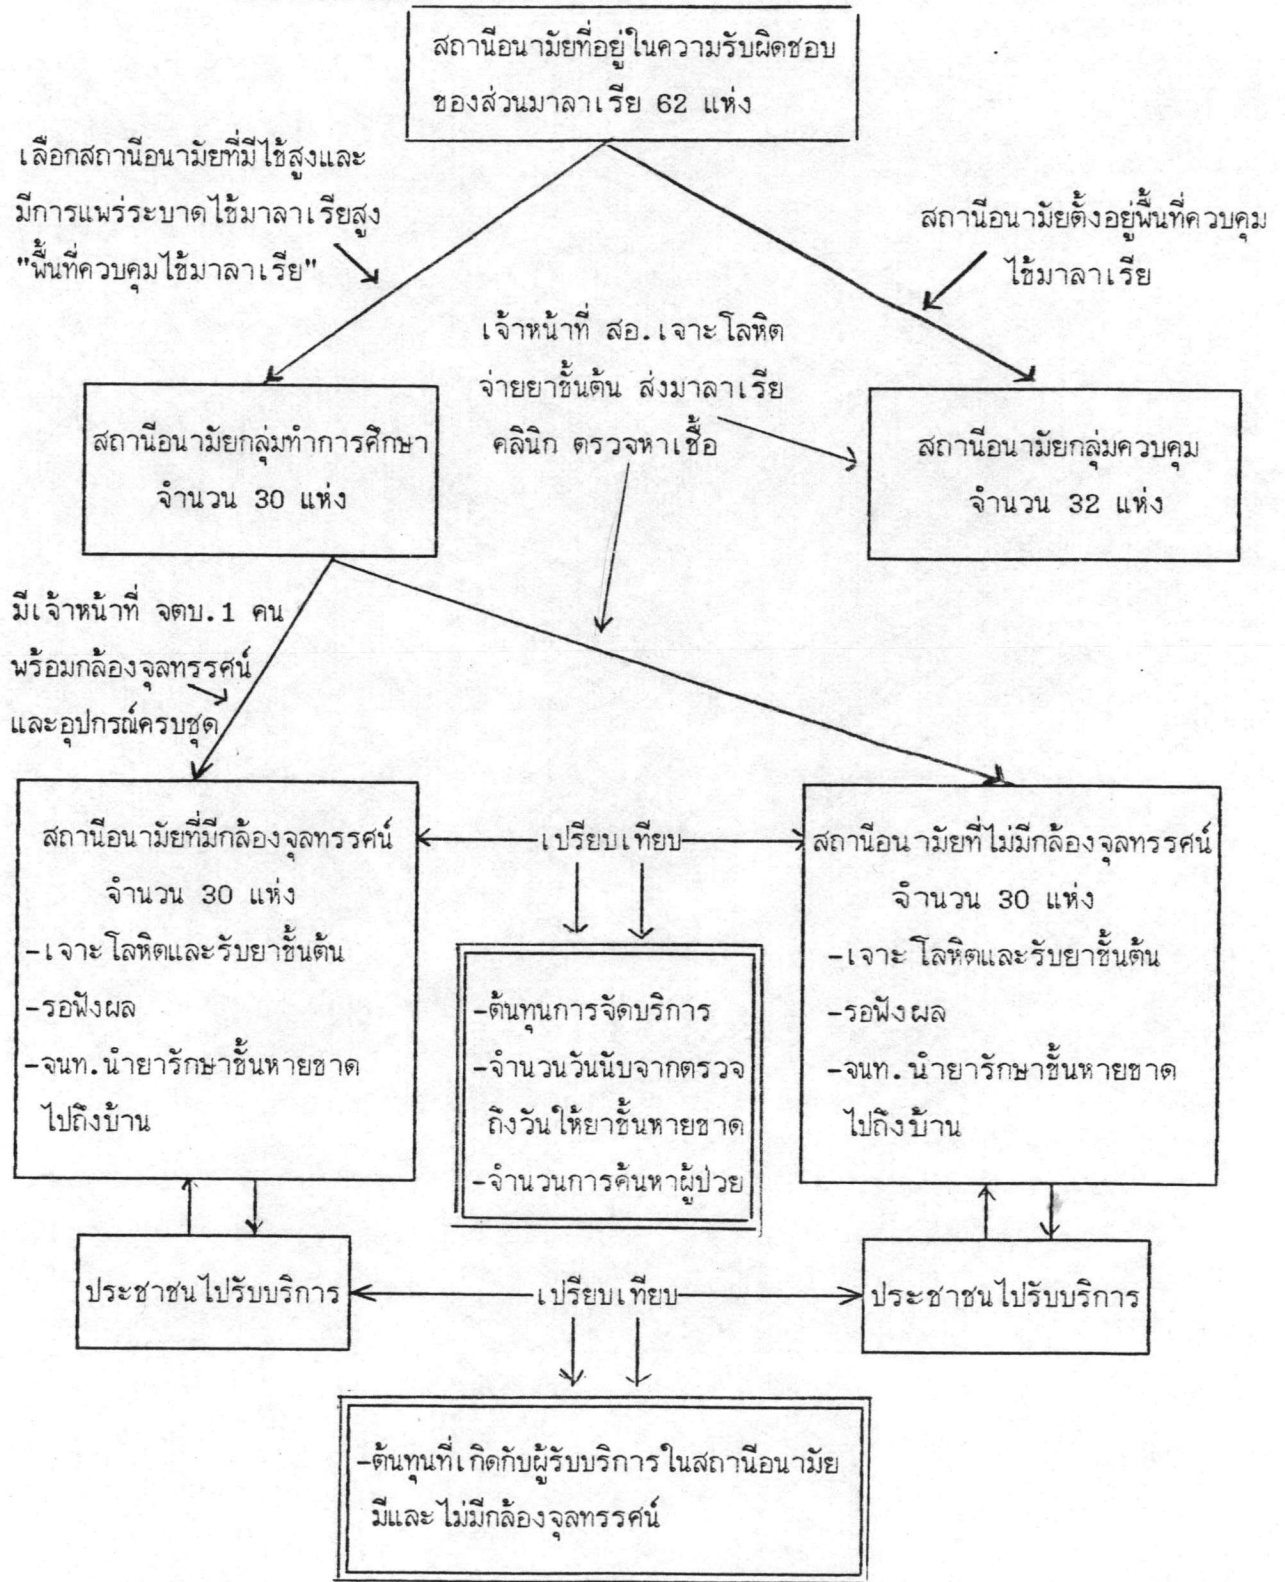 สถานีอนามัยที่อยู่ในความรับผิดชอบ
ของส่วนมาลาเรีย 62 แห่ง
เลือกสถานีอนามัยที่มีไข้สูงและ
มีการแพร่ระบาดไข้มาลาเรียสูง
"พื้นที่ควบคุมไข้มาลาเรีย"
สถานีอนามัยตั้งอยู่พื้นที่ควบคุม
ไข้มาลาเรีย
เจ้าหน้าที่ สอ.เจาะโลหิต
จ่ายยาขั้นต้น ส่งมาลาเรีย
คลินิก ตรวจหาเชื้อ
สถานีอนามัยกลุ่มทำการศึกษา
จำนวน 30 แห่ง
สถานีอนามัยกลุ่มควบคุม
จำนวน 32 แห่ง
มีเจ้าหน้าที่ จตบ.1 คน
พร้อมกล้องจุลทรรศน์
และอุปกรณ์ครบชุด
สถานีอนามัยที่มีกล้องจุลทรรศน์
จำนวน 30 แห่ง
-เจาะโลหิตและรับยาขั้นต้น
-รอฟังผล
-จนท.นำยารักษาขั้นหายขาด
ไปถึงบ้าน
เปรียบเทียบ
สถานีอนามัยที่ไม่มีกล้องจุลทรรศน์
จำนวน 30 แห่ง
-เจาะโลหิตและรับยาขั้นต้น
-รอฟังผล
-จนท.นำยารักษาขั้นหายขาด
ไปถึงบ้าน
-ต้นทุนการจัดบริการ
-จำนวนวันนับจากตรวจ
ถึงวันให้ยาขั้นหายขาด
-จำนวนการค้นหาผู้ป่วย
ประชาชนไปรับบริการ
เปรียบเทียบ
ประชาชนไปรับบริการ
-ต้นทุนที่เกิดกับผู้รับบริการในสถานีอนามัย
มีและไม่มีกล้องจุลทรรศน์